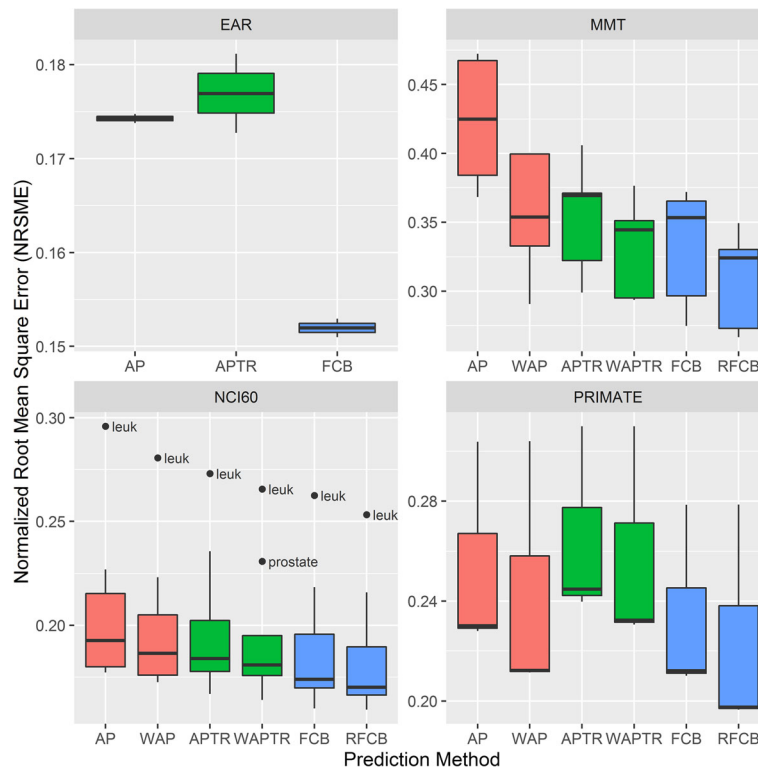 EAR
MMT
Normalized Root Mean Square Error (NRSME)
0.18
0.17
0.16
0.15
AP APTR FCB
0.45
0.40
0.35
0.30
AP WAP APTR WAPTR FCB RFCB
NCI60
PRIMATE
0.30
0.25
0.20
leuk
leuk
leuk
leuk
leuk
leuk
prostate
AP WAP APTR WAPTR FCB RFCB
0.28
0.24
0.20
AP WAP APTR WAPTR FCB RFCB
Prediction Method